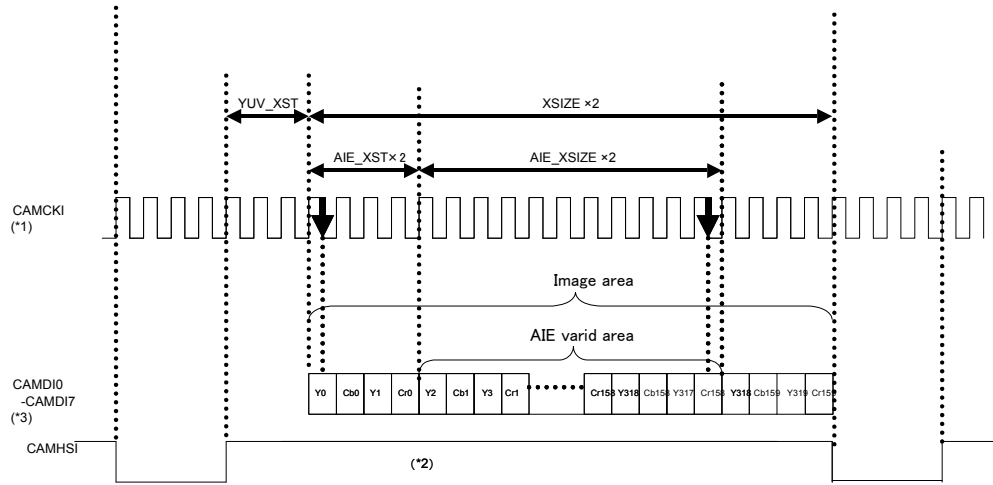 YUV_XST
XSIZE ×2
AIE_XST×2
AIE_XSIZE ×2
CAMCKI
(*1)
Image area
AIE varid area
CAMDI0
-CAMDI7
(*3)
Y0 Cb0 Y1 Cr0 Y2 Cb1 Y3 Cr1 Cr158 Y318 Cb158 Y317 Cr158 Y318 Cb159 Y319 Cr159
CAMHSI
(*2)